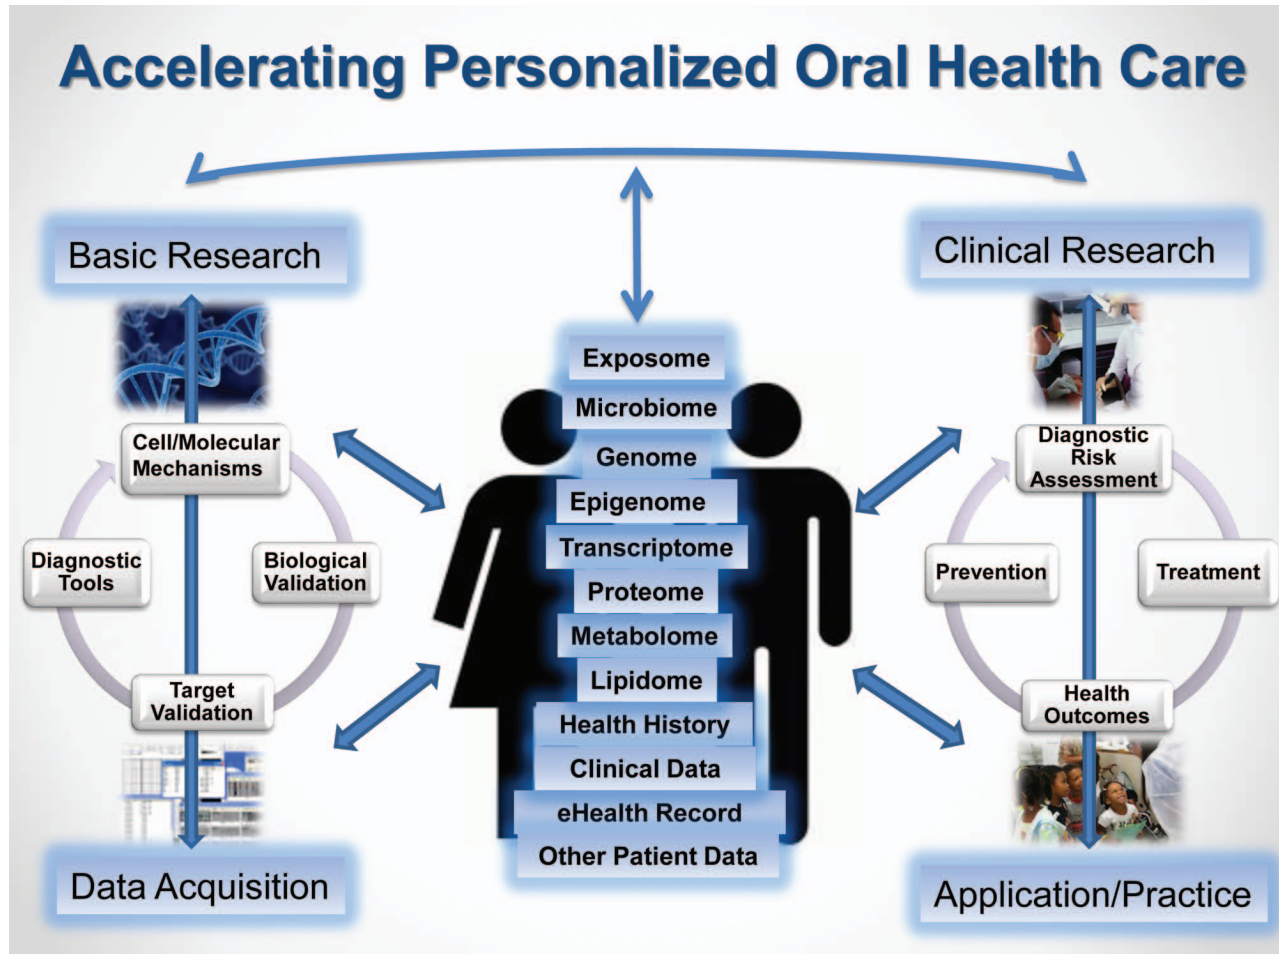 Accelerating Personalized Oral Health Care
Basic Research
Clinical Research
Cell/Molecular
Mechanisms
Diagnostic
Tools
Biological
Validation
Target
Validation
Data Acquisition
Exposome
Microbiome
Genome
Epigenome
Transcriptome
Proteome
Metabolome
Lipidome
Health History
Clinical Data
eHealth Record
Other Patient Data
Diagnostic
Risk
Assessment
Prevention
Treatment
Health
Outcomes
Application/Practice